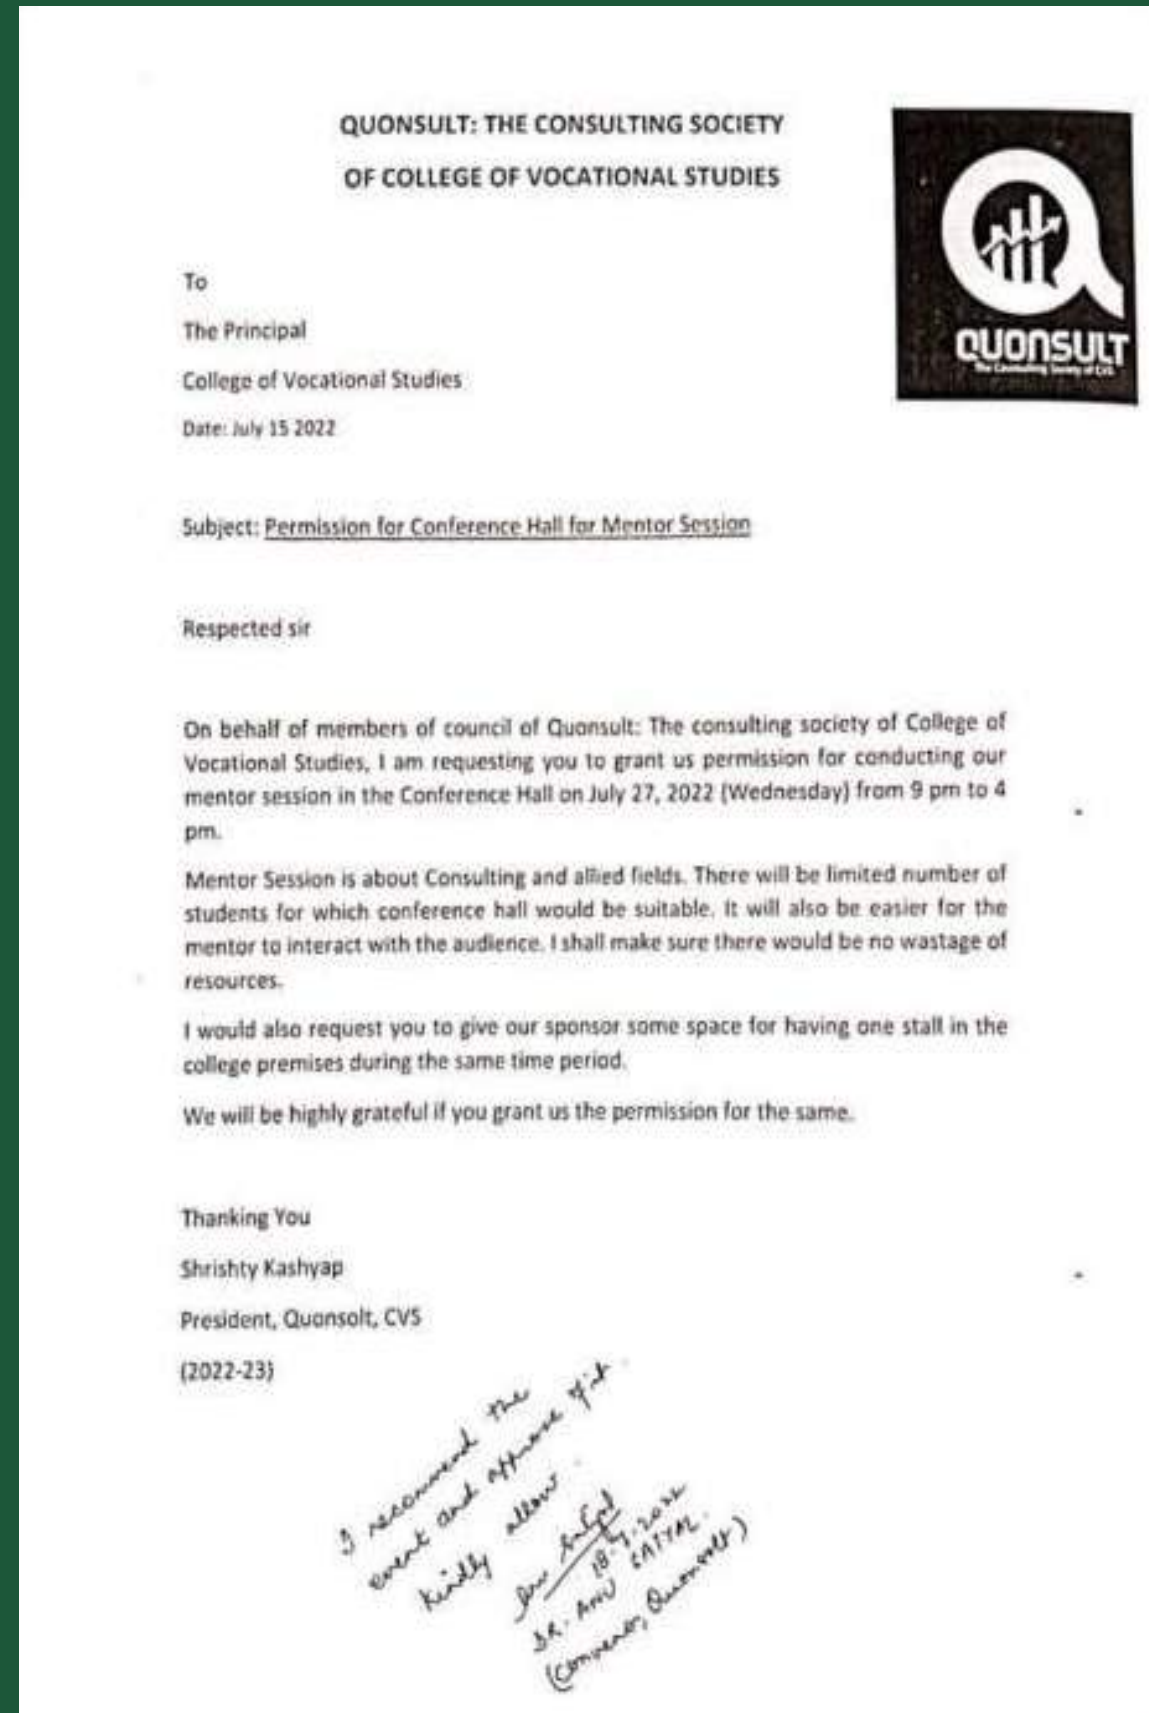 QUONSULT: THE CONSULTING SOCIETY
OF COLLEGE OF VOCATIONAL STUDIES
QUONSULT
The Consulting Society of CVS
To
The Principal
College of Vocational Studies
Date: July 15 2022
Subject: Permission for Conference Hall for Mentor Session
Respected sir
On behalf of members of council of Quonsult: The consulting society of College of
Vocational Studies, I am requesting you to grant us permission for conducting our
mentor session in the Conference Hall on July 27, 2022 (Wednesday) from 9 pm to 4
pm.
Mentor Session is about Consulting and allied fields. There will be limited number of
students for which conference hall would be suitable. It will also be easier for the
mentor to interact with the audience. I shall make sure there would be no wastage of
resources.
I would also request you to give our sponsor some space for having one stall in the
college premises during the same time period.
We will be highly grateful if you grant us the permission for the same.
Thanking You
Shrishty Kashyap
President, Quonsolt, CVS
(2022-23)
I recommend the
event and approve of it.
Kindly allow.
18.7.2022
DR. ANU SATYAL.
(Convenor, Quonsolt)